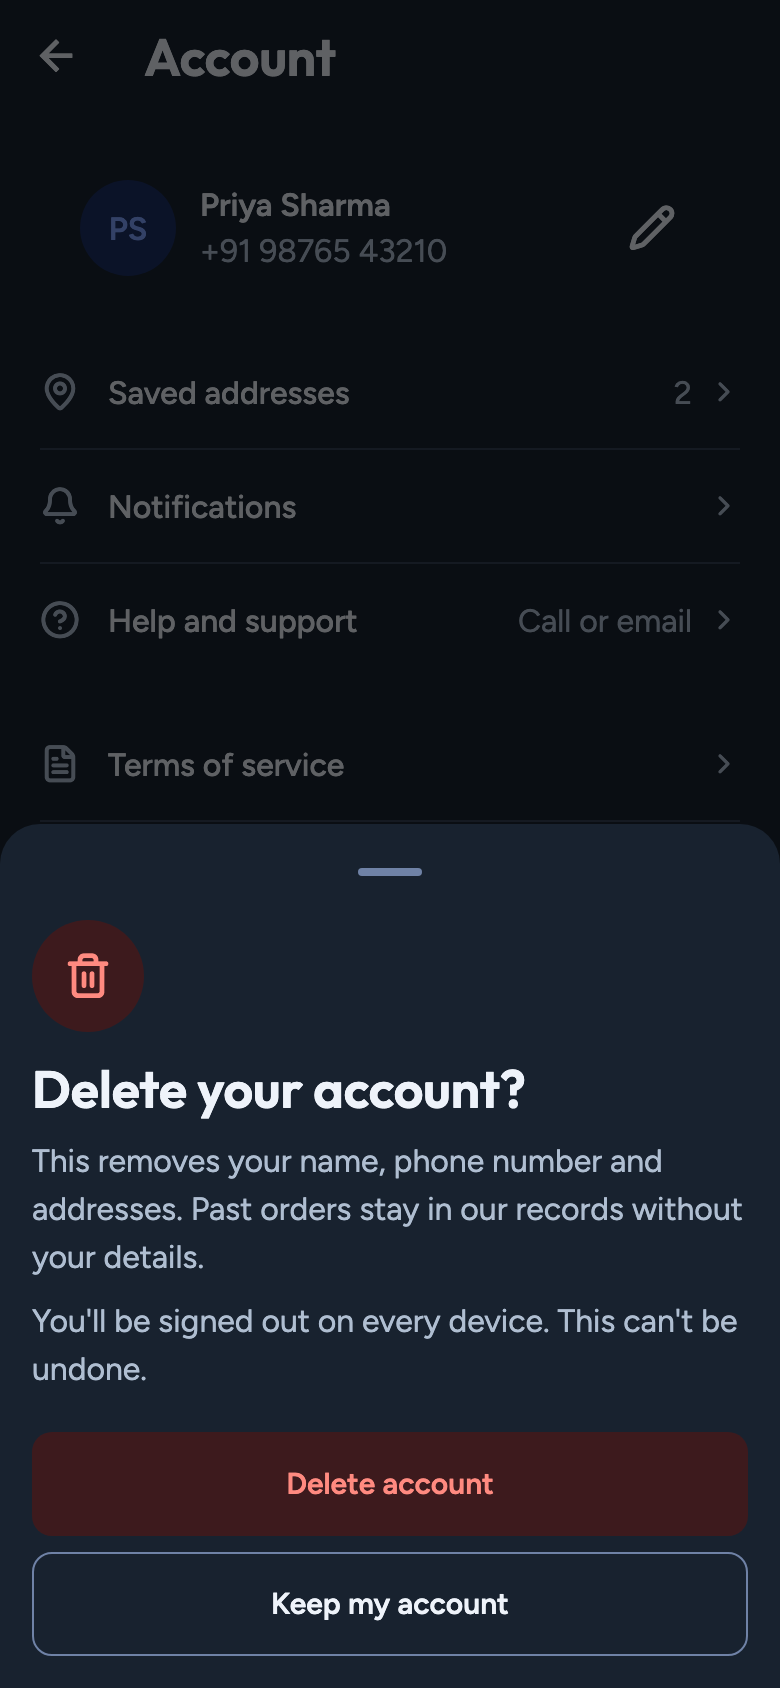 Account
PS
Priya Sharma
+91 98765 43210
Saved addresses 2
Notifications
Help and support Call or email
Terms of service
Delete your account?
This removes your name, phone number and
addresses. Past orders stay in our records without
your details.
You'll be signed out on every device. This can't be
undone.
Delete account
Keep my account